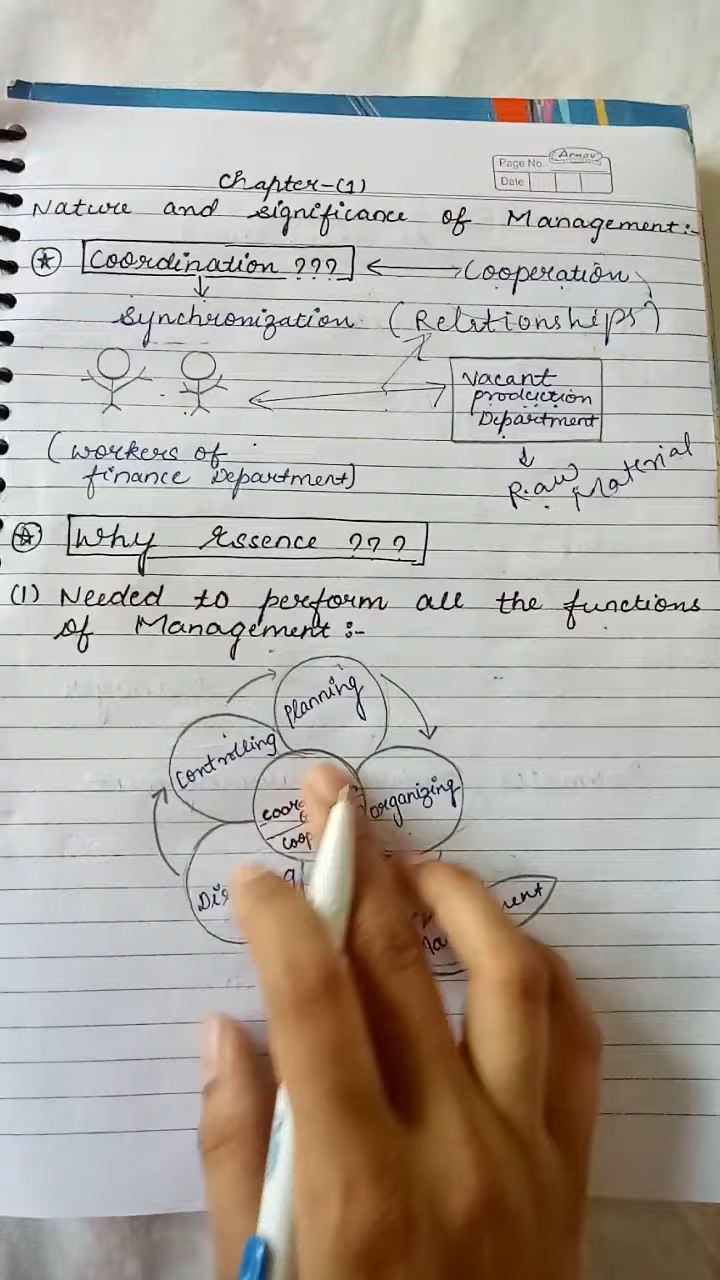 Page No. Arnav
Date
Chapter-(1)
Nature and significance of Management:-
Coordination ??? Cooperation
Synchronization (Relationships)
Vacant
production
Department
(workers of
finance Department)
Raw Material
Why Essence ???
(1) Needed to perform all the functions
of Management :-
Planning
Controlling
organizing